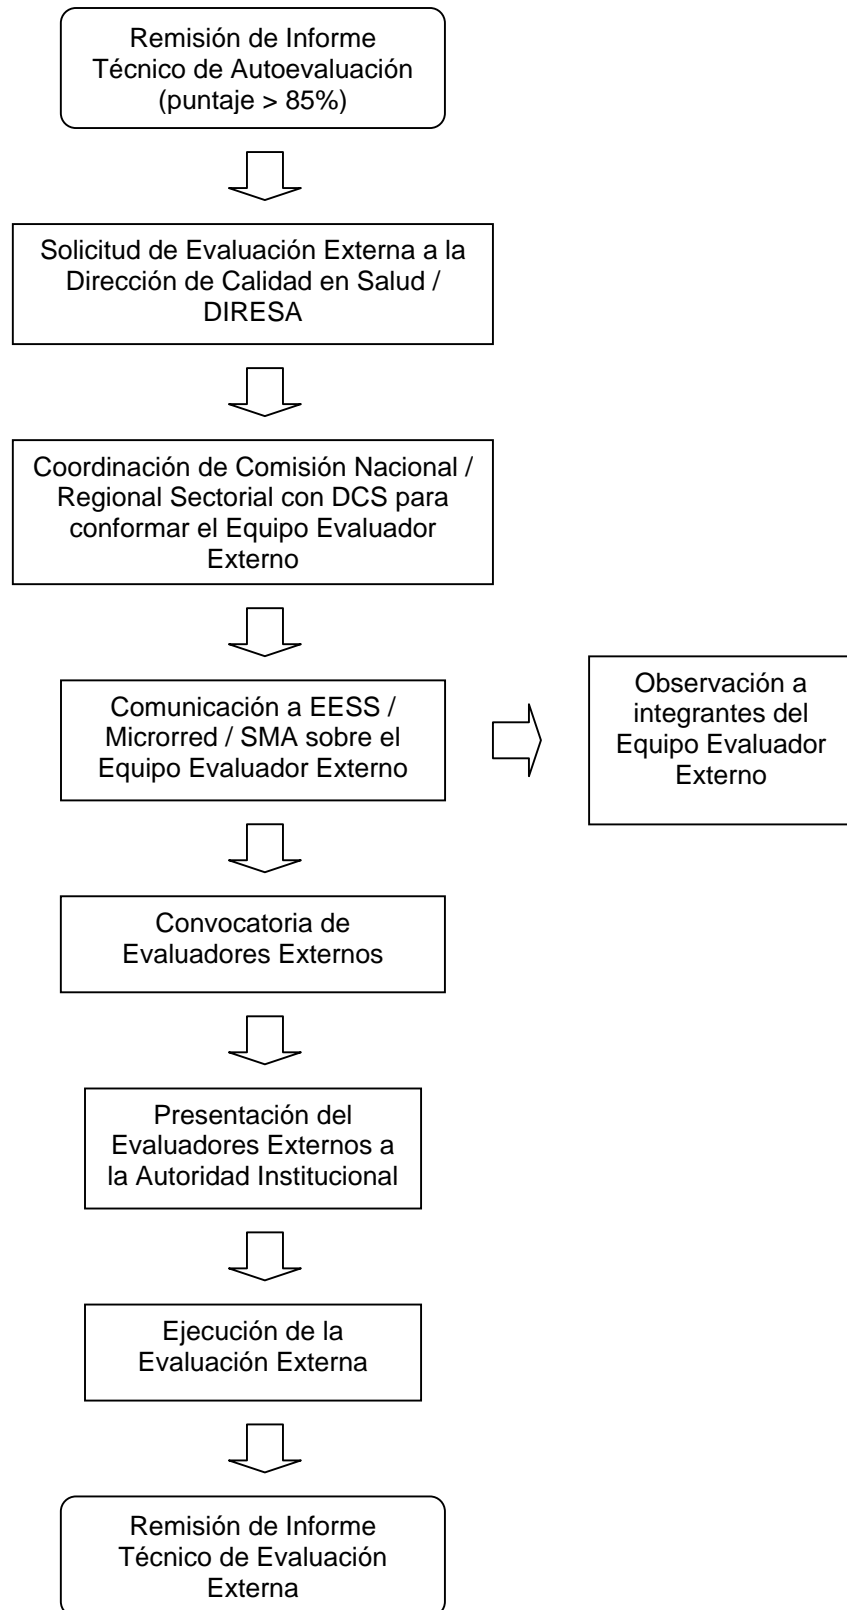 Remisión de Informe
Técnico de Autoevaluación
(puntaje > 85%)
Solicitud de Evaluación Externa a la
Dirección de Calidad en Salud /
DIRESA
Coordinación de Comisión Nacional /
Regional Sectorial con DCS para
conformar el Equipo Evaluador
Externo
Comunicación a EESS /
Microrred / SMA sobre el
Equipo Evaluador Externo
Observación a
integrantes del
Equipo Evaluador
Externo
Convocatoria de
Evaluadores Externos
Presentación del
Evaluadores Externos a
la Autoridad Institucional
Ejecución de la
Evaluación Externa
Remisión de Informe
Técnico de Evaluación
Externa